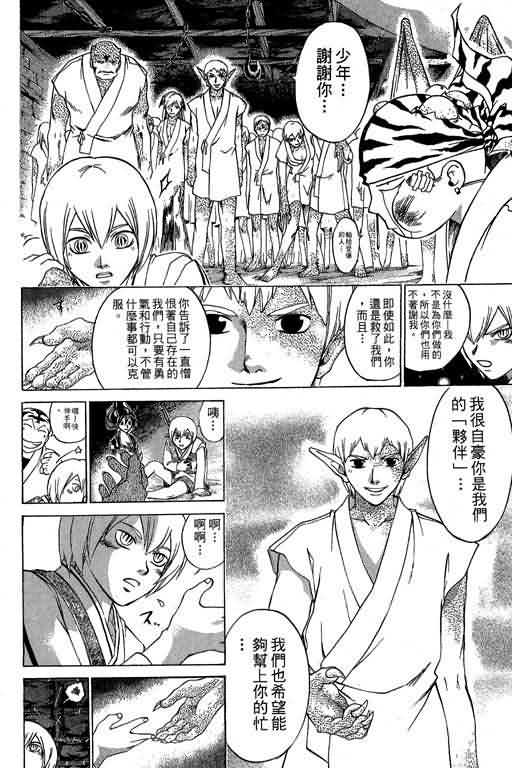 少年⋯
謝謝你⋯
沒什麼，我
不是為你們做的
，所以你們也用
不著謝我。
即使如此，你
還是救了我們
，而且⋯
你告訴了一直憎
恨著自己存在的
我們，只要有勇
氣和行動，不管
什麼事都可以克
服。
我很自豪你是我們
的「夥伴」⋯
咦⋯
伸手啊
啊⋯
啊啊⋯
我們也希望能
夠幫上你的忙
⋯